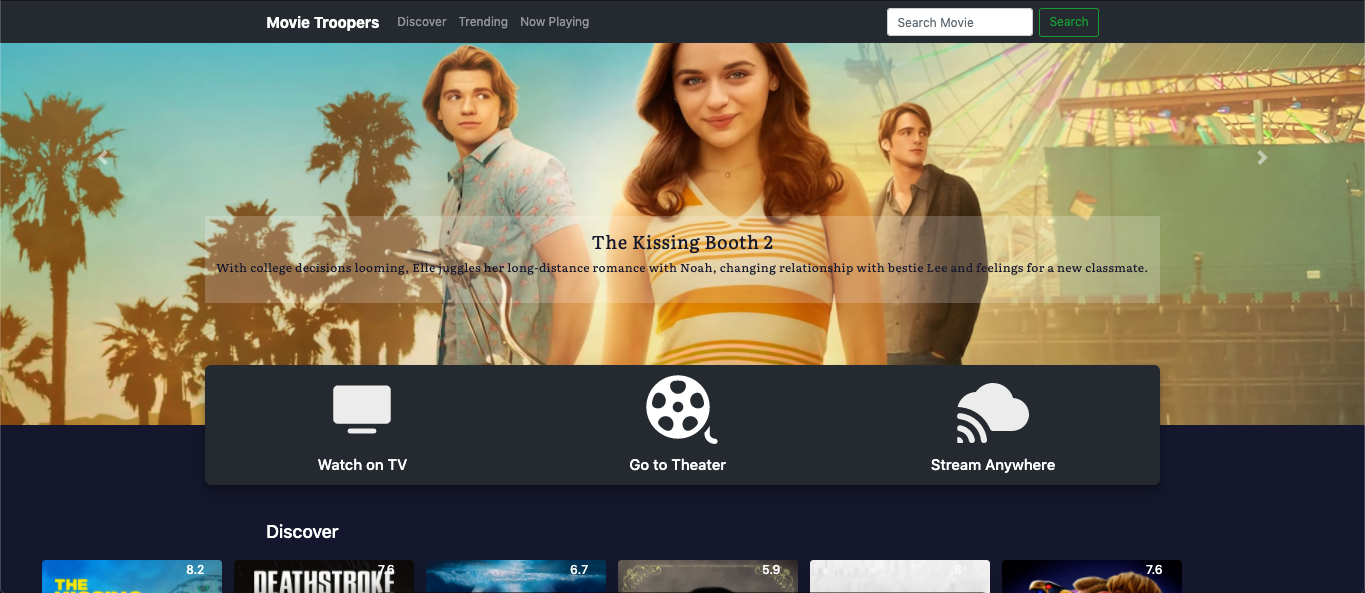 Movie Troopers Discover Trending Now Playing Search Movie Search
The Kissing Booth 2
With college decisions looming, Elle juggles her long-distance romance with Noah, changing relationship with bestie Lee and feelings for a new classmate.
Watch on TV Go to Theater Stream Anywhere
Discover
8.2 7.6 6.7 5.9 8 7.6
THE DEATHSTROKE